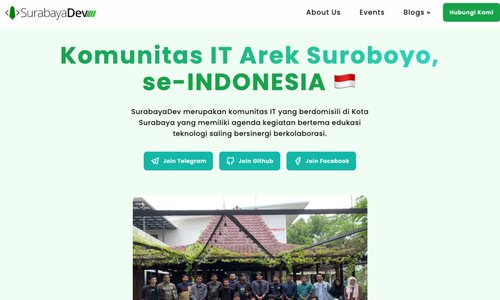 SurabayaDev
About Us
Events
Blogs »
Hubungi Kami
Komunitas IT Arek Suroboyo,
se-INDONESIA 🇮🇩
SurabayaDev merupakan komunitas IT yang berdomisili di Kota
Surabaya yang memiliki agenda kegiatan bertema edukasi
teknologi saling bersinergi berkolaborasi.
Join Telegram
Join Github
Join Facebook